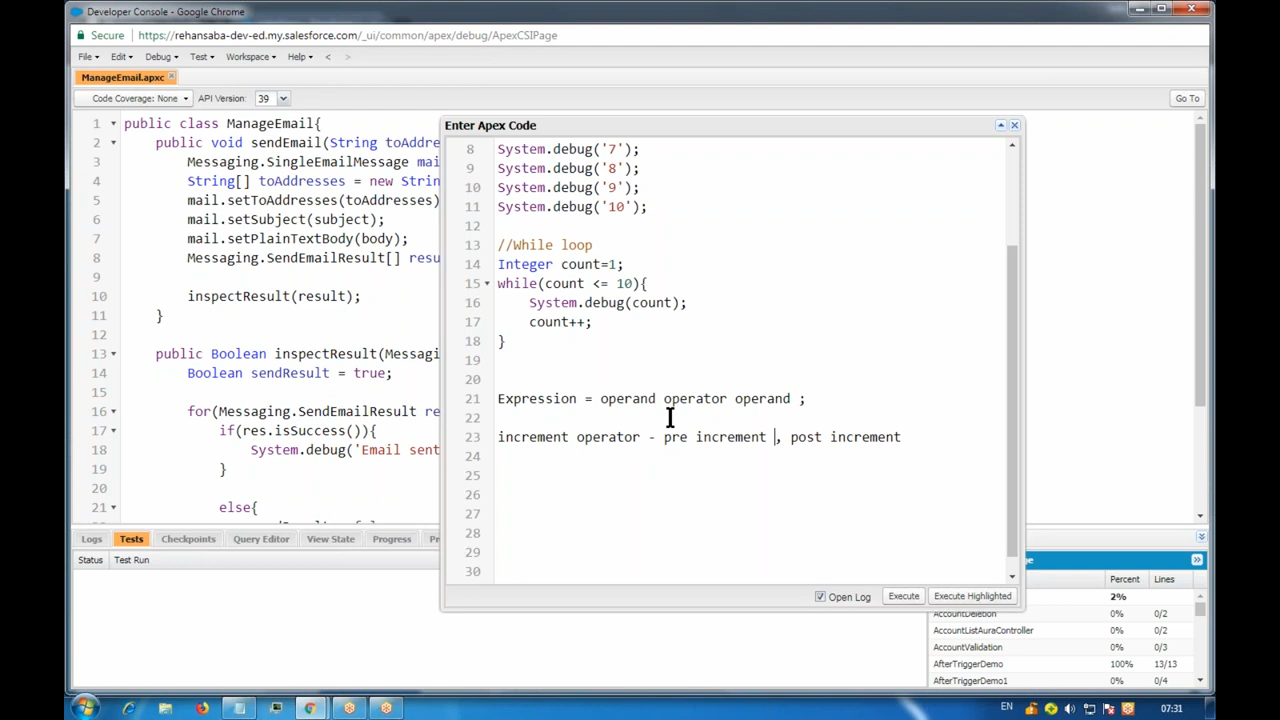 Developer Console - Google Chrome
Secure https://rehansaba-dev-ed.my.salesforce.com/_ui/common/apex/debug/ApexCSIPage
File Edit Debug Test Workspace Help < >
ManageEmail.apxc
Code Coverage: None API Version: 39 Go To
1 public class ManageEmail{
2 public void sendEmail(String toAddre
3 Messaging.SingleEmailMessage mai
4 String[] toAddresses = new Strin
5 mail.setToAddresses(toAddresses)
6 mail.setSubject(subject);
7 mail.setPlainTextBody(body);
8 Messaging.SendEmailResult[] resu
9
10 inspectResult(result);
11 }
12
13 public Boolean inspectResult(Messagi
14 Boolean sendResult = true;
15
16 for(Messaging.SendEmailResult re
17 if(res.isSuccess()){
18 System.debug('Email sent
19 }
20
21 else{
Enter Apex Code
8 System.debug('7');
9 System.debug('8');
10 System.debug('9');
11 System.debug('10');
12
13 //While loop
14 Integer count=1;
15 while(count <= 10){
16 System.debug(count);
17 count++;
18 }
19
20
21 Expression = operand operator operand ;
22
23 increment operator - pre increment , post increment
24
25
26
27
28
29
30
Open Log Execute Execute Highlighted
Logs Tests Checkpoints Query Editor View State Progress Pr
Status Test Run
Percent Lines
2%
AccountDeletion 0% 0/2
AccountListAuraController 0% 0/2
AccountValidation 0% 0/3
AfterTriggerDemo 100% 13/13
AfterTriggerDemo1 0% 0/4
EN 07:31